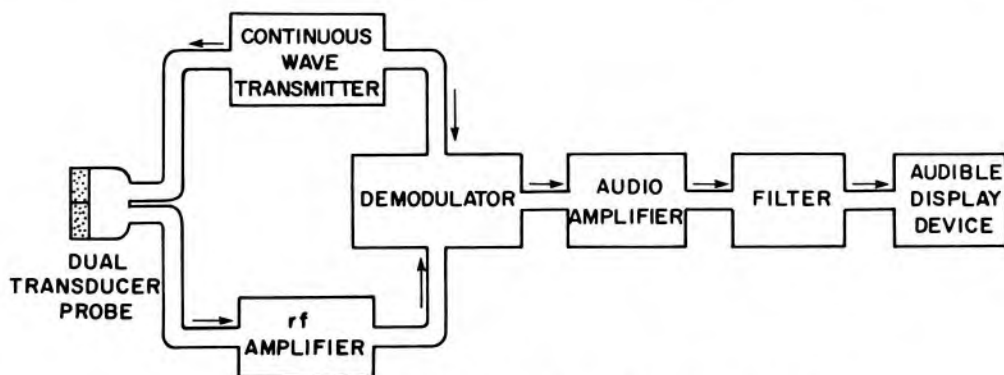 CONTINUOUS
WAVE
TRANSMITTER
DEMODULATOR
AUDIO
AMPLIFIER
FILTER
AUDIBLE
DISPLAY
DEVICE
DUAL
TRANSDUCER
PROBE
rf
AMPLIFIER